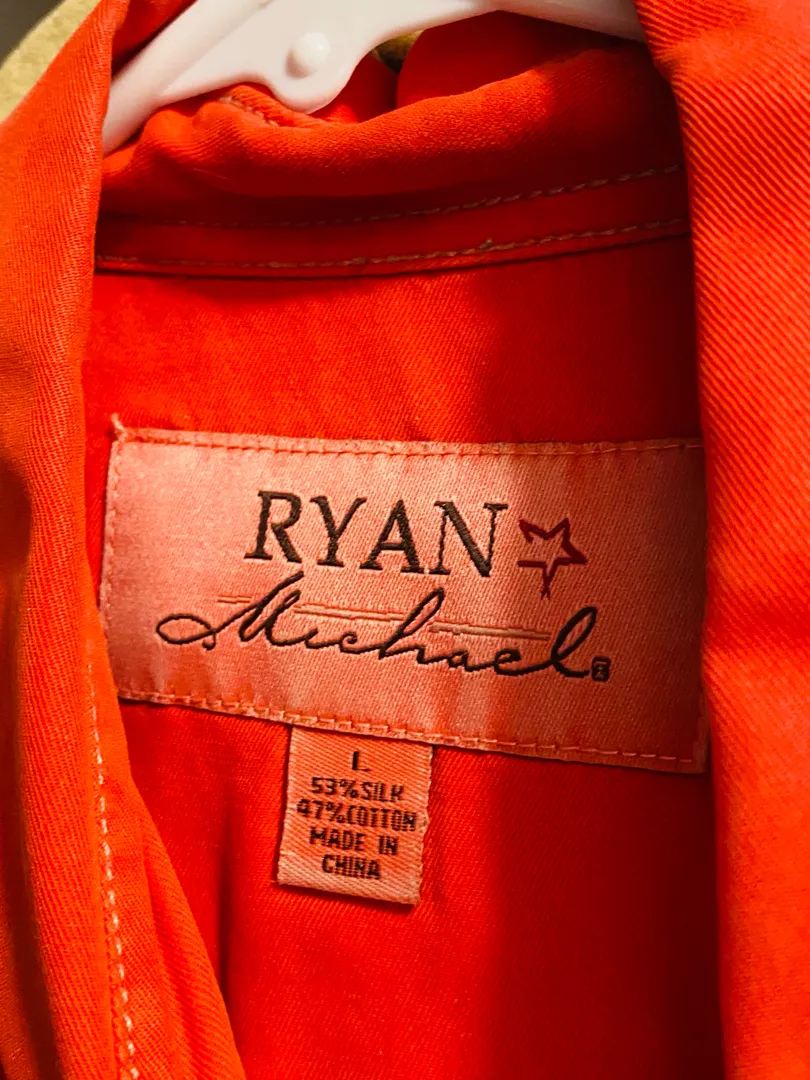 RYAN
Michael®
L
53% SILK
47% COTTON
MADE IN
CHINA